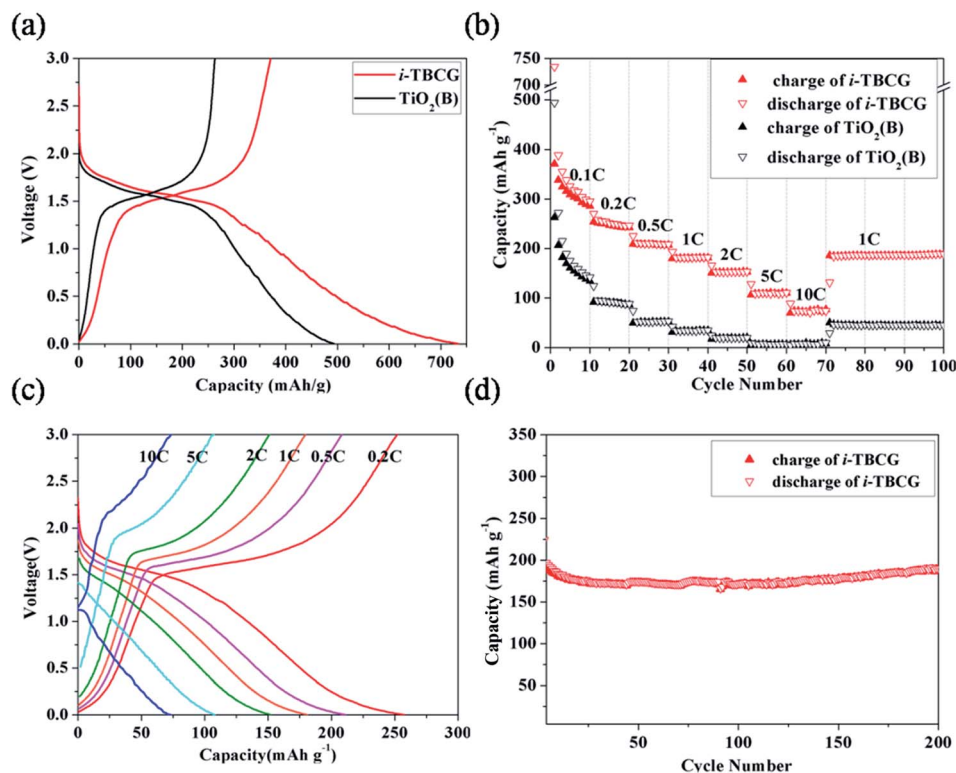 (a)
3.0
2.5
2.0
1.5
1.0
0.5
0.0
Voltage (V)
i-TBCG
TiO2(B)
0 100 200 300 400 500 600 700
Capacity (mAh/g)
(b)
750
700
500
400
300
200
100
0
Capacity (mAh g-1)
charge of i-TBCG
discharge of i-TBCG
charge of TiO2(B)
discharge of TiO2(B)
0.1C
0.2C
0.5C
1C
2C
5C
10C
1C
0 10 20 30 40 50 60 70 80 90 100
Cycle Number
(c)
3.0
2.5
2.0
1.5
1.0
0.5
0.0
Voltage(V)
10C 5C 2C 1C 0.5C 0.2C
0 50 100 150 200 250 300
Capacity(mAh g-1)
(d)
350
300
250
200
150
100
50
Capacity (mAh g-1)
charge of i-TBCG
discharge of i-TBCG
50 100 150 200
Cycle Number